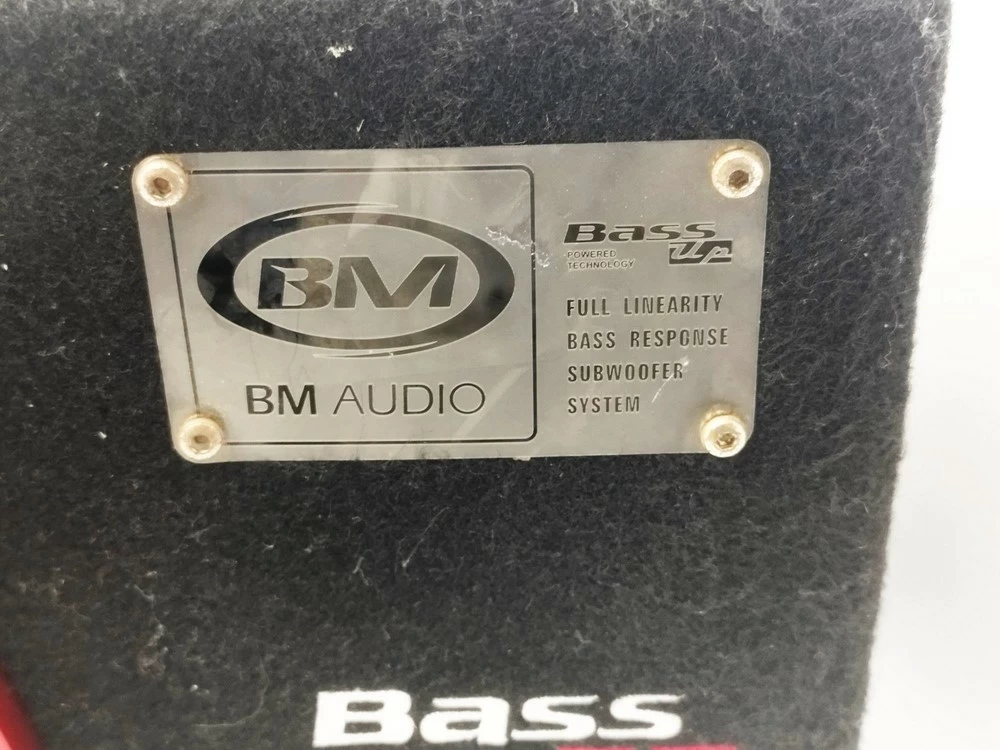 BM
BM AUDIO
Bass
Up
POWERED
TECHNOLOGY
FULL LINEARITY
BASS RESPONSE
SUBWOOFER
SYSTEM
Bass